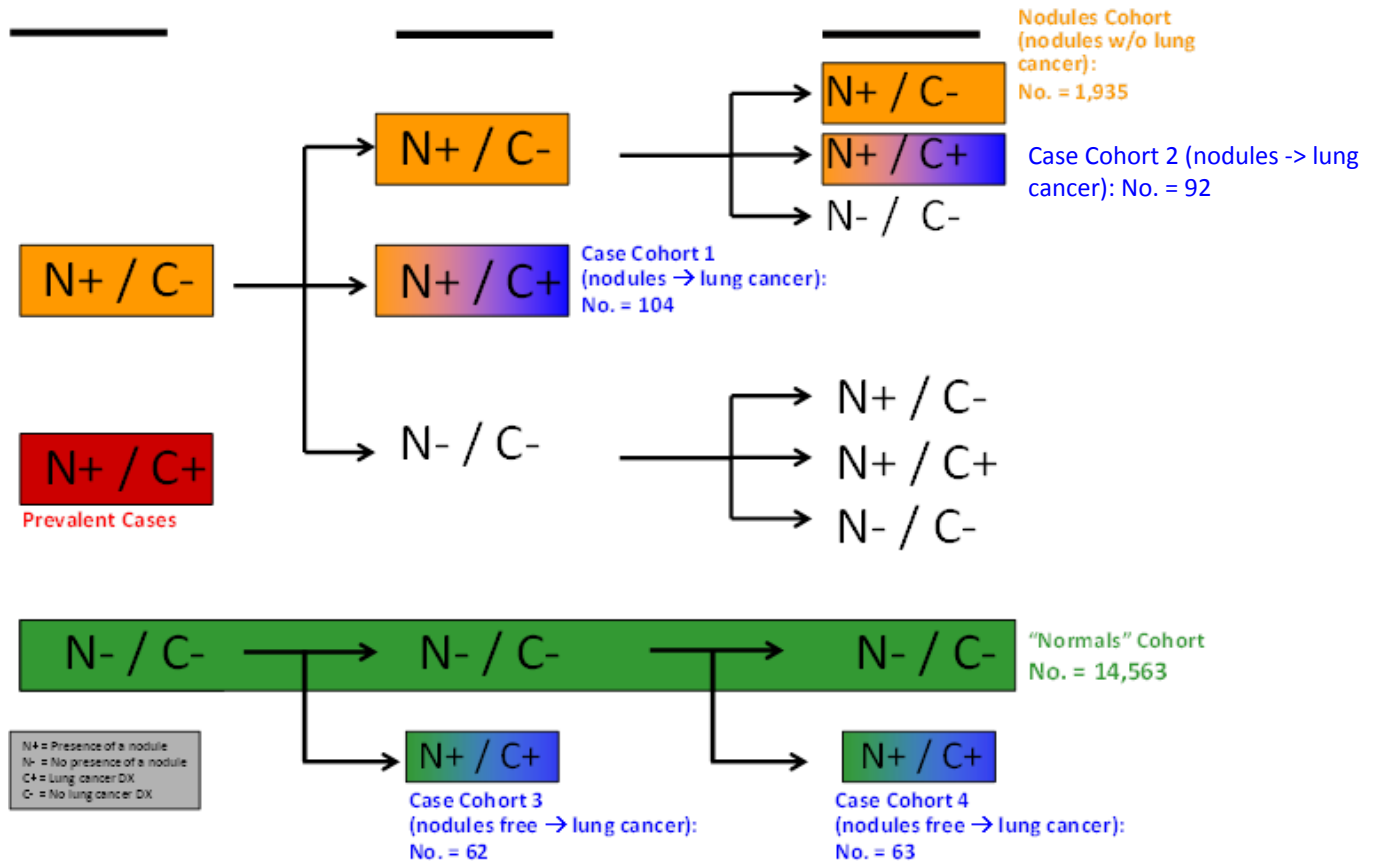 Nodules Cohort
(nodules w/o lung
cancer):
No. = 1,935
N+ / C-
N+ / C-
N+ / C+
Case Cohort 2 (nodules -> lung
cancer): No. = 92
N- / C-
N+ / C-
N+ / C+
Case Cohort 1
(nodules → lung cancer):
No. = 104
N+ / C-
N- / C-
N+ / C+
N+ / C+
Prevalent Cases
N- / C-
N- / C-
N- / C-
N- / C-
"Normals" Cohort
No. = 14,563
N+ = Presence of a nodule
N- = No presence of a nodule
C+ = Lung cancer DX
C- = No lung cancer DX
N+ / C+
Case Cohort 3
(nodules free → lung cancer):
No. = 62
N+ / C+
Case Cohort 4
(nodules free → lung cancer):
No. = 63